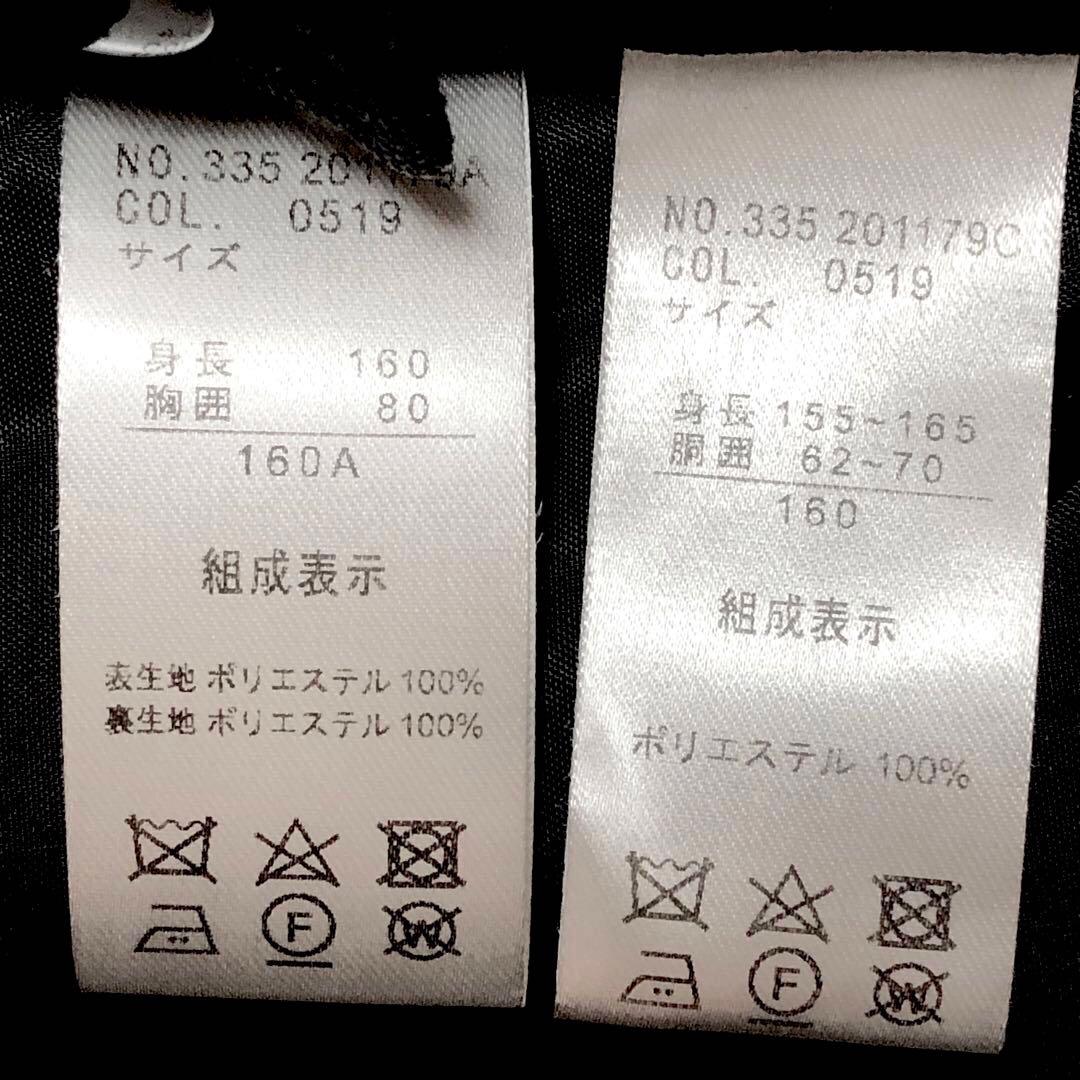 NO. 335
COL. 0519
サイズ
身長 160
胸囲 80
160A
組成表示
表生地 ポリエステル 100%
裏生地 ポリエステル 100%
F
W
NO. 335 201179C
COL. 0519
サイズ
身長 155~165
胴囲 62~70
160
組成表示
ポリエステル 100%
F
W